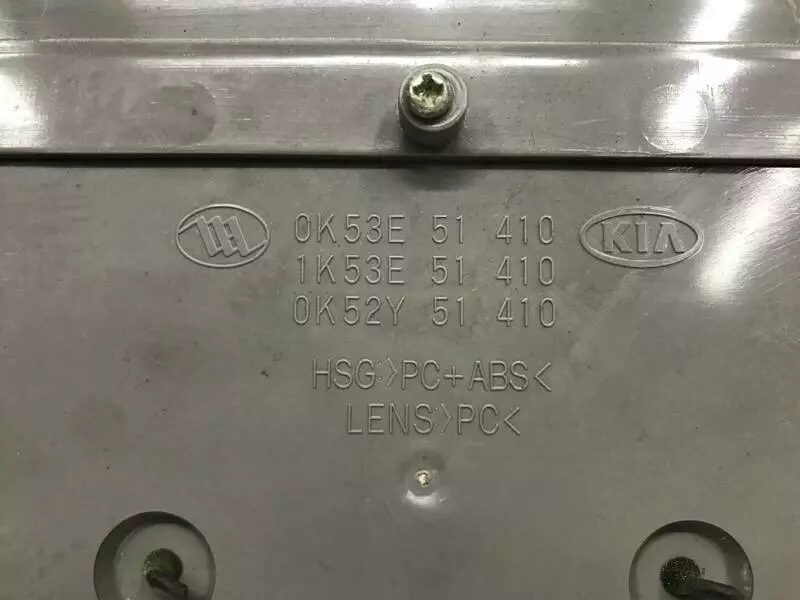 0K53E 51 410 KIA
1K53E 51 410
0K52Y 51 410
HSG:>PC+ABS<
LENS:>PC<